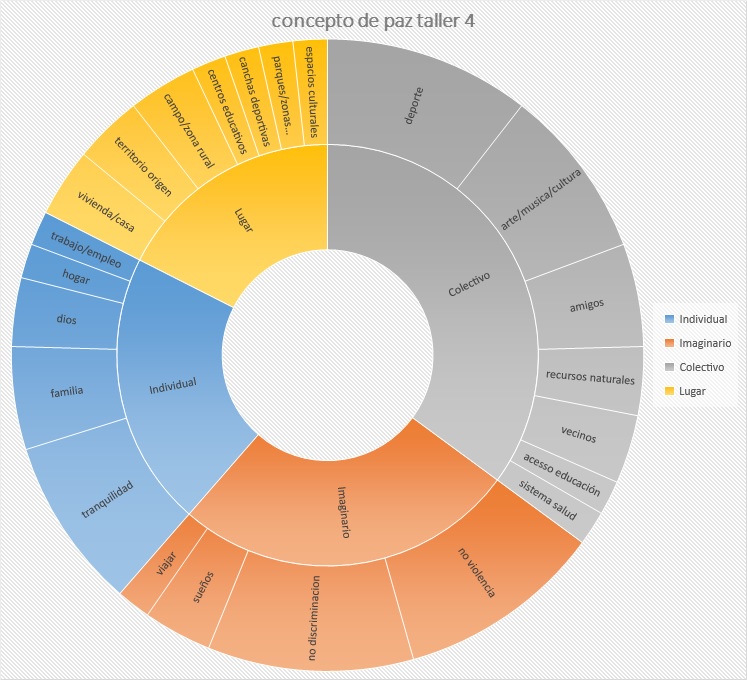 concepto de paz taller 4
deporte
arte/musica/cultura
amigos
recursos naturales
vecinos
acesso educación
sistema salud
no violencia
no discriminacion
sueños
viajar
tranquilidad
familia
dios
hogar
trabajo/empleo
vivienda/casa
territorio origen
campo/zona rural
centros educativos
canchas deportivas
parques/zonas...
espacios culturales
Colectivo
Imaginario
Individual
Lugar
Individual
Imaginario
Colectivo
Lugar